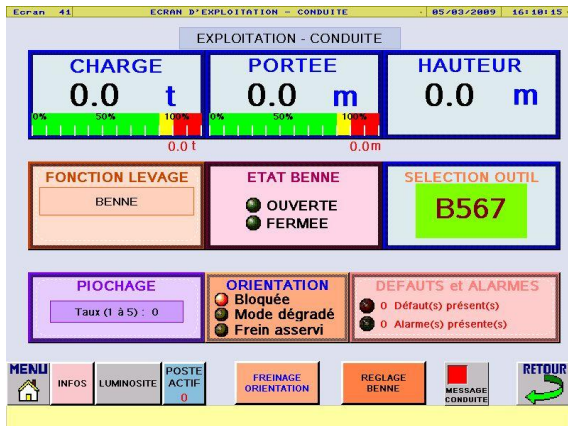 Ecran 41 ECRAN D'EXPLOITATION - CONDUITE 05/03/2009 16:10:15
EXPLOITATION - CONDUITE
CHARGE PORTEE HAUTEUR
0.0 t 0.0 m 0.0 m
0% 50% 100% 0% 50% 100%
0.0 t 0.0m
FONCTION LEVAGE ETAT BENNE SELECTION OUTIL
BENNE OUVERTE B567
FERMEE
PIOCHAGE ORIENTATION DEFAUTS et ALARMES
Bloquée
Taux (1 à 5) : 0 Mode dégradé 0 Défaut(s) présent(s)
Frein asservi 0 Alarme(s) présente(s)
MENU INFOS LUMINOSITE POSTE ACTIF 0 FREINAGE ORIENTATION REGLAGE BENNE MESSAGE CONDUITE RETOUR